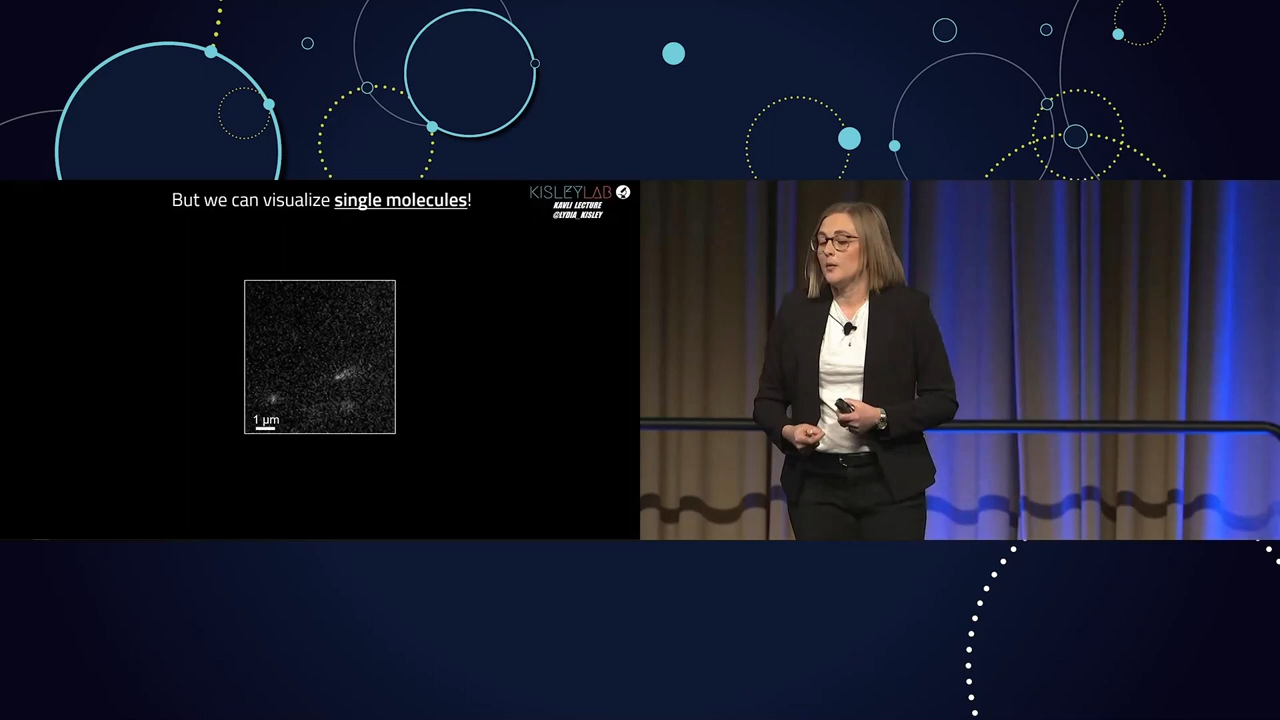 But we can visualize single molecules!
KISLEYLAB
KAVLI LECTURE
@LYDIA_KISLEY
1 µm